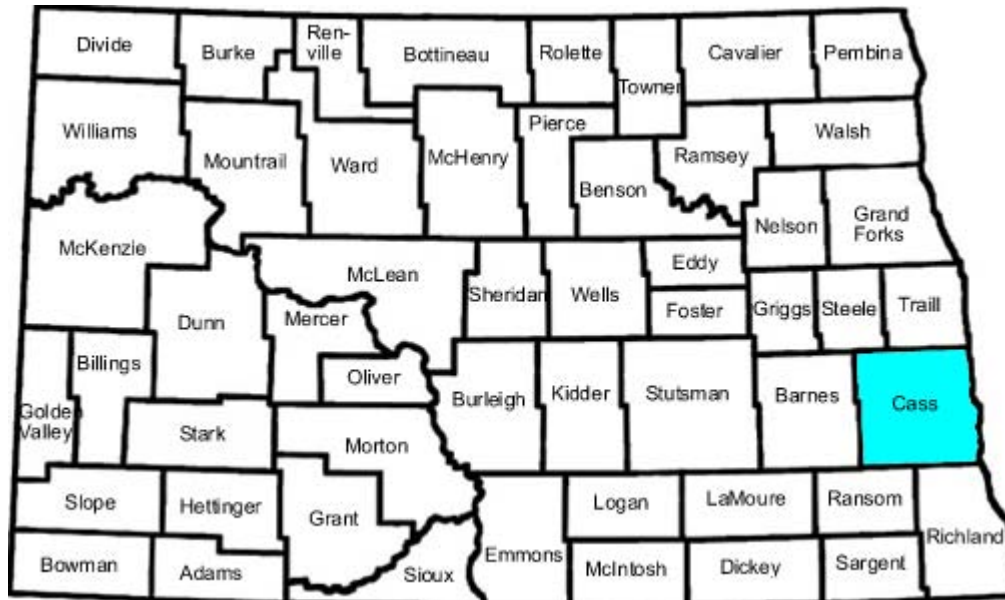 Divide
Burke
Ren-
ville
Bottineau
Rolette
Towner
Cavalier
Pembina
Williams
Mountrail
Ward
McHenry
Pierce
Benson
Ramsey
Walsh
McKenzie
Nelson
Grand
Forks
McLean
Sheridan
Wells
Eddy
Foster
Griggs
Steele
Traill
Dunn
Mercer
Oliver
Billings
Golden
Valley
Stark
Morton
Burleigh
Kidder
Stutsman
Barnes
Cass
Slope
Hettinger
Grant
Logan
LaMoure
Ransom
Richland
Bowman
Adams
Sioux
Emmons
McIntosh
Dickey
Sargent